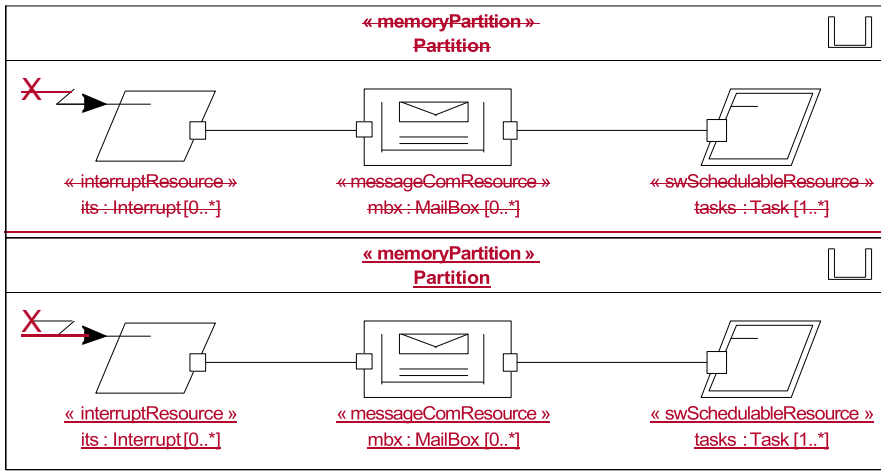 « memoryPartition »
Partition
X
« interruptResource » « messageComResource » « swSchedulableResource »
its : Interrupt [0..*] mbx : MailBox [0..*] tasks : Task [1..*]
« memoryPartition »
Partition
X
« interruptResource » « messageComResource » « swSchedulableResource »
its : Interrupt [0..*] mbx : MailBox [0..*] tasks : Task [1..*]